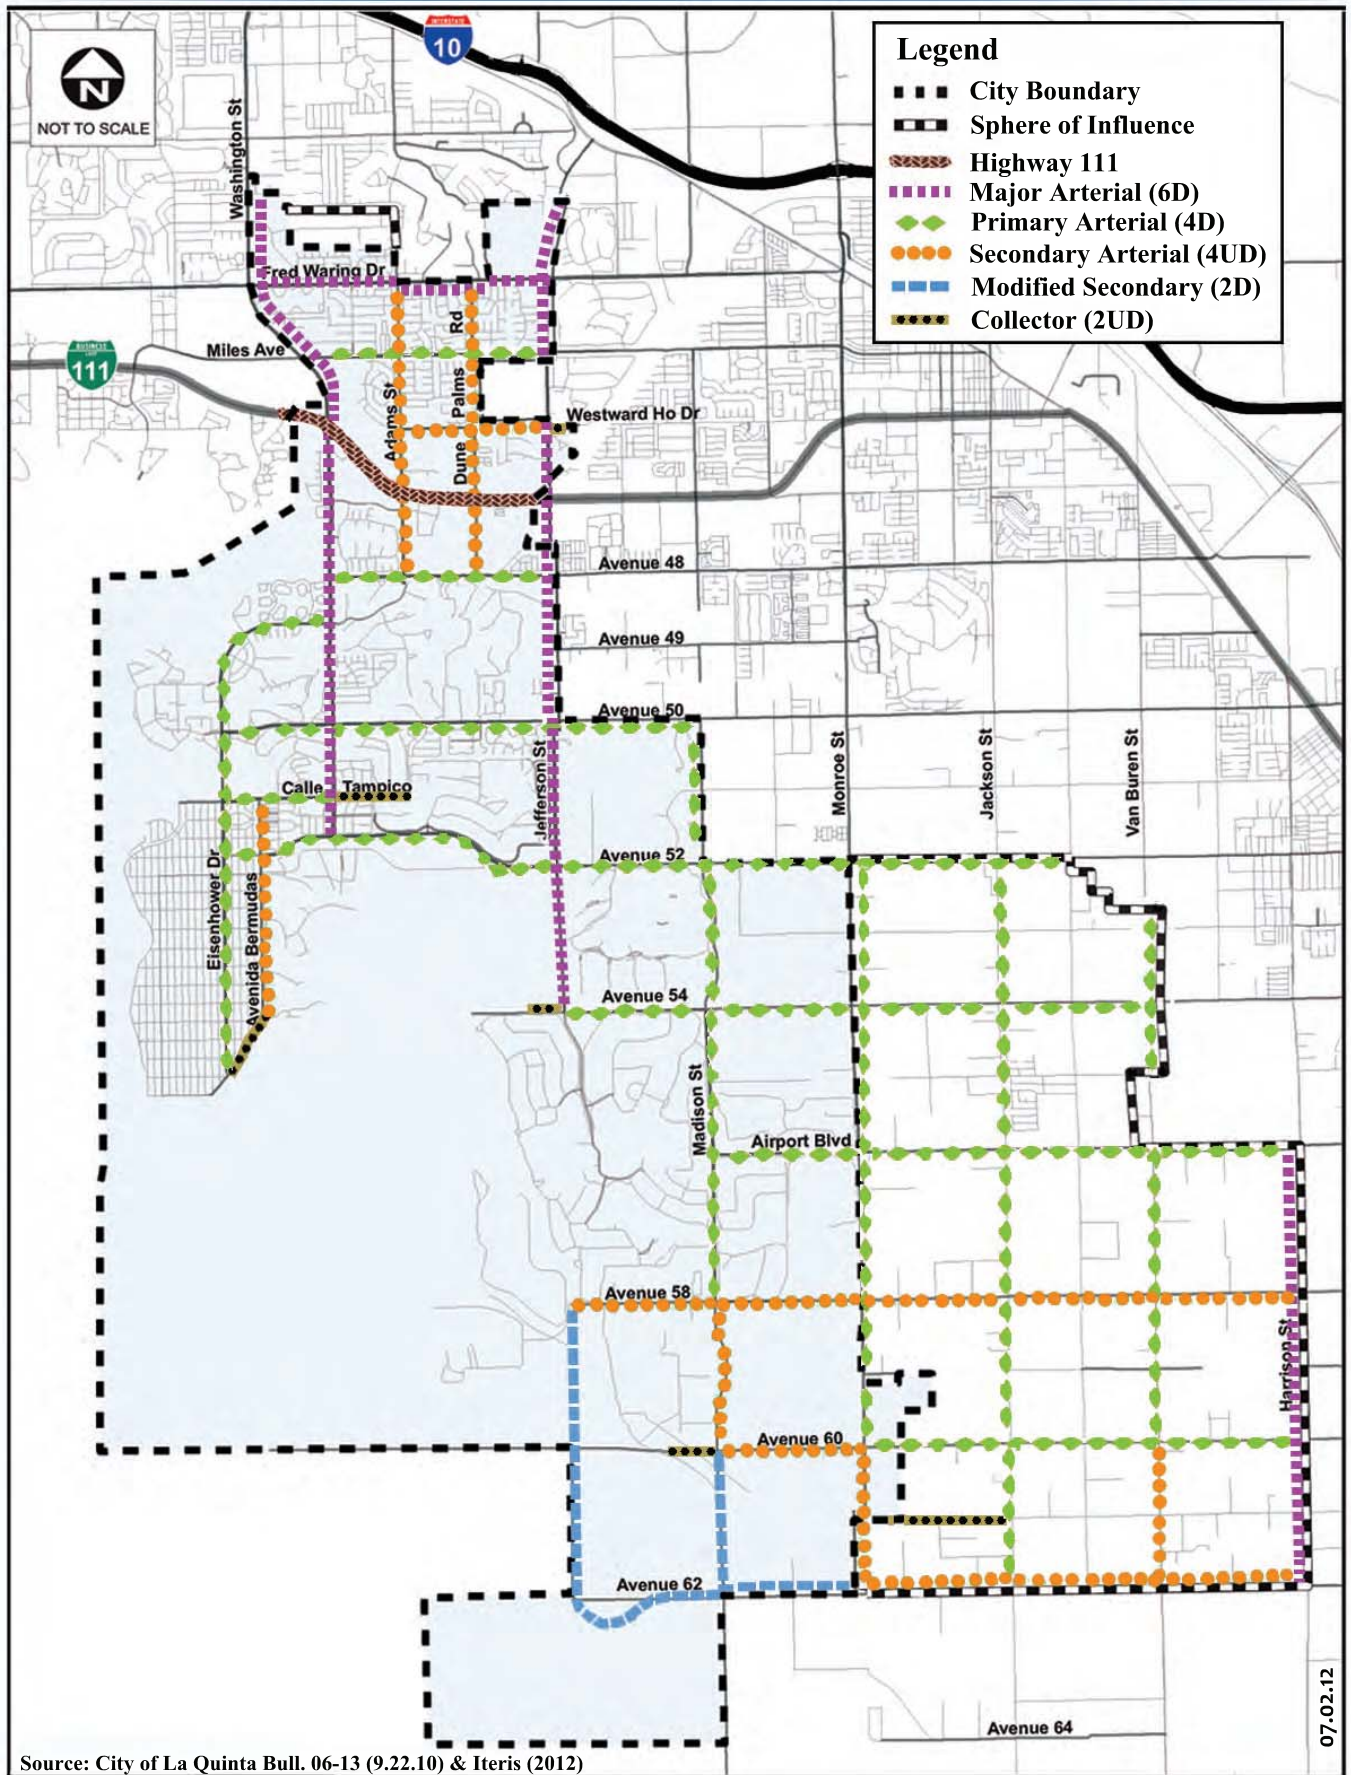 INTERSTATE
10
N
NOT TO SCALE
Legend
City Boundary
Sphere of Influence
Highway 111
Major Arterial (6D)
Primary Arterial (4D)
Secondary Arterial (4UD)
Modified Secondary (2D)
Collector (2UD)
Washington St
Fred Waring Dr
Miles Ave
BUSINESS
111
Adams St
Dune Palms Rd
Westward Ho Dr
Avenue 48
Avenue 49
Avenue 50
Calle Tampico
Jefferson St
Monroe St
Jackson St
Van Buren St
Avenue 52
Eisenhower Dr
Avenida Bermudas
Avenue 54
Madison St
Airport Blvd
Avenue 58
Harrison St
Avenue 60
Avenue 62
Avenue 64
07.02.12
Source: City of La Quinta Bull. 06-13 (9.22.10) & Iteris (2012)